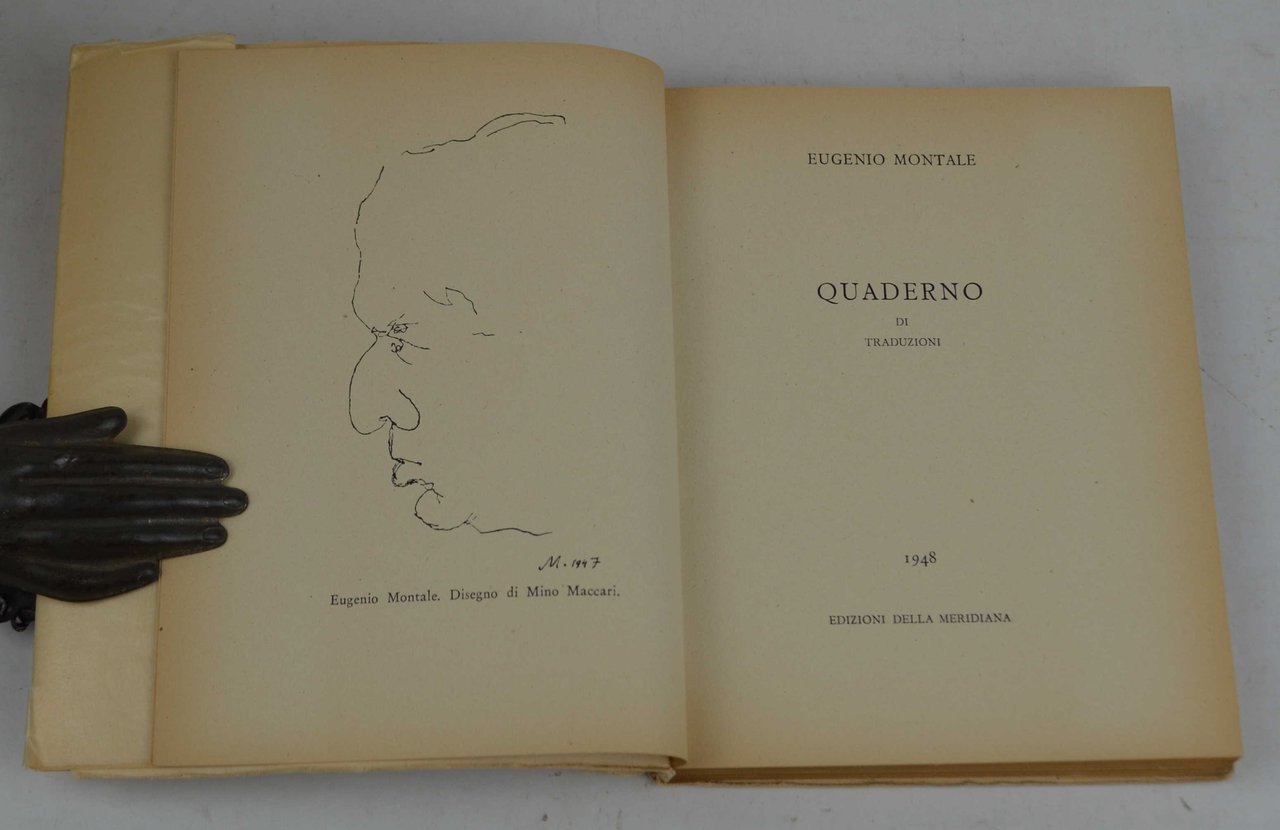 M. 1947
Eugenio Montale. Disegno di Mino Maccari.
EUGENIO MONTALE
QUADERNO
DI
TRADUZIONI
1948
EDIZIONI DELLA MERIDIANA